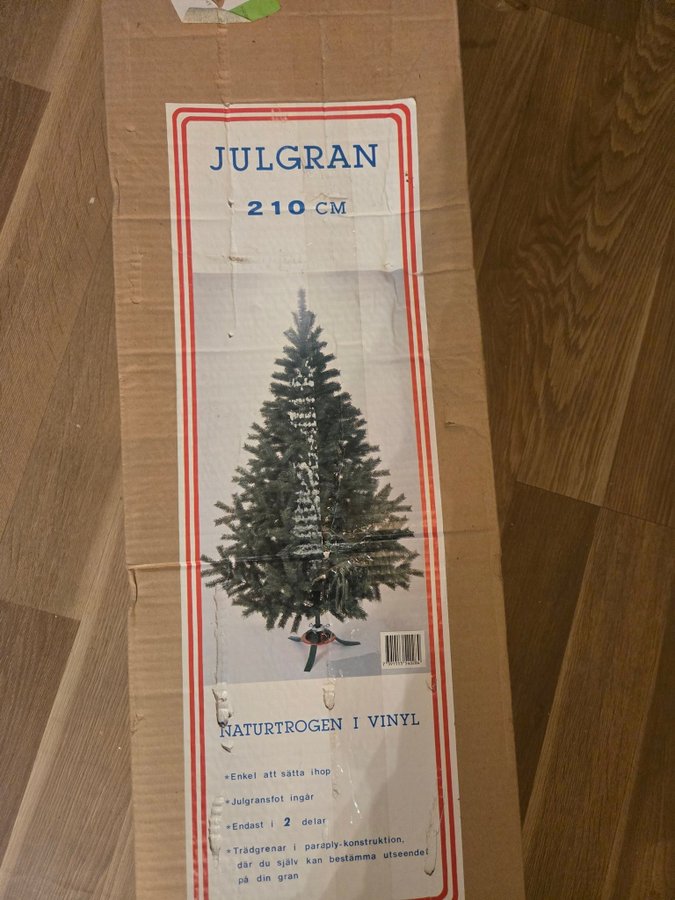 JULGRAN
210 CM
NATURTROGEN I VINYL
*Enkel att sätta ihop
*Julgransfot ingår
*Endast i 2 delar
*Trädgrenar i paraply-konstruktion,
där du själv kan bestämma utseendet
på din gran